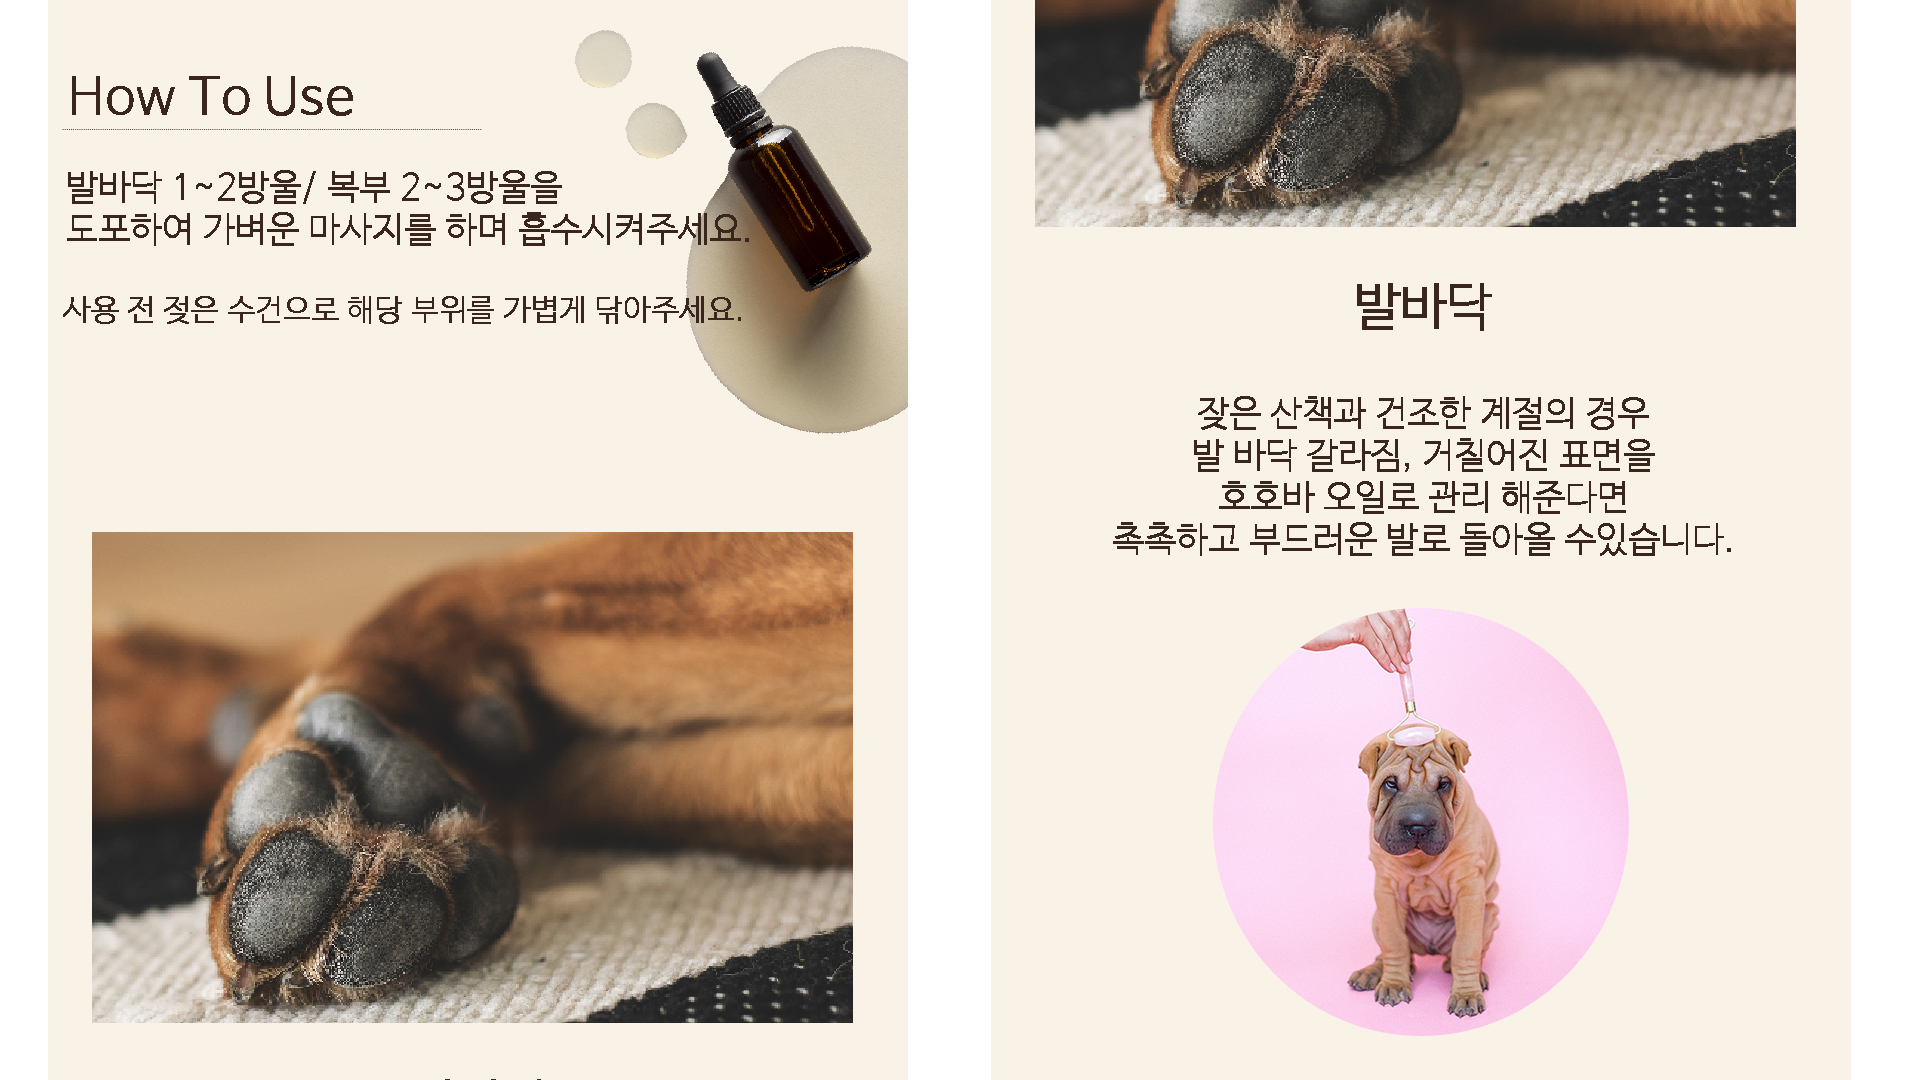 How To Use
발바닥 1~2방울/ 복부 2~3방울을
도포하여 가벼운 마사지를 하며 흡수시켜주세요.
사용 전 젖은 수건으로 해당 부위를 가볍게 닦아주세요.
발바닥
잦은 산책과 건조한 계절의 경우
발 바닥 갈라짐, 거칠어진 표면을
호호바 오일로 관리 해준다면
촉촉하고 부드러운 발로 돌아올 수있습니다.